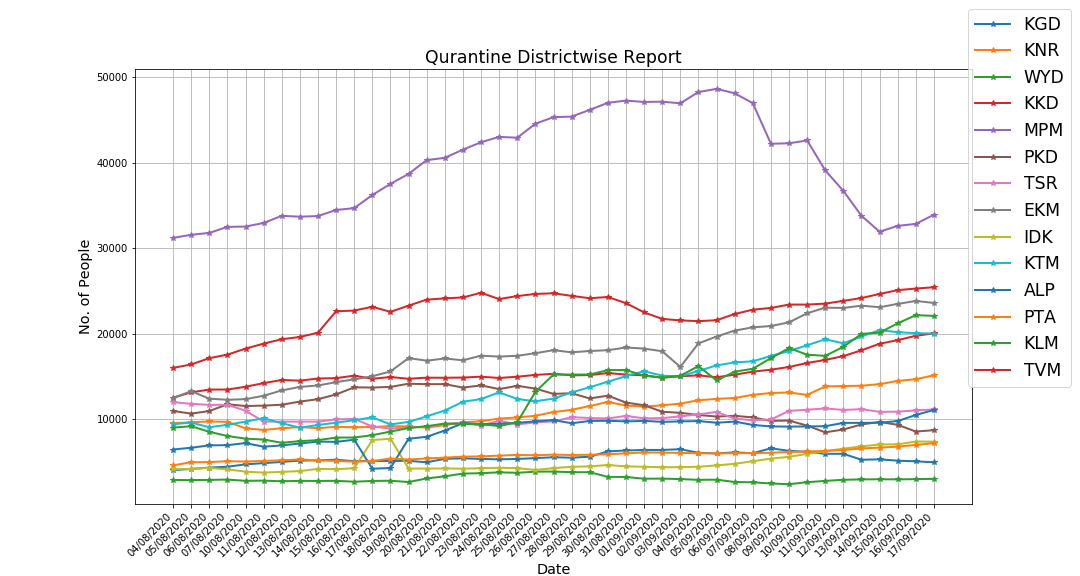 Qurantine Districtwise Report
No. of People
50000
40000
30000
20000
10000
04/08/2020
05/08/2020
06/08/2020
07/08/2020
10/08/2020
11/08/2020
12/08/2020
13/08/2020
14/08/2020
15/08/2020
16/08/2020
17/08/2020
18/08/2020
19/08/2020
20/08/2020
21/08/2020
22/08/2020
23/08/2020
24/08/2020
25/08/2020
26/08/2020
27/08/2020
28/08/2020
29/08/2020
30/08/2020
31/08/2020
01/09/2020
02/09/2020
03/09/2020
04/09/2020
05/09/2020
06/09/2020
07/09/2020
08/09/2020
09/09/2020
10/09/2020
11/09/2020
12/09/2020
13/09/2020
14/09/2020
15/09/2020
16/09/2020
17/09/2020
Date
KGD
KNR
WYD
KKD
MPM
PKD
TSR
EKM
IDK
KTM
ALP
PTA
KLM
TVM